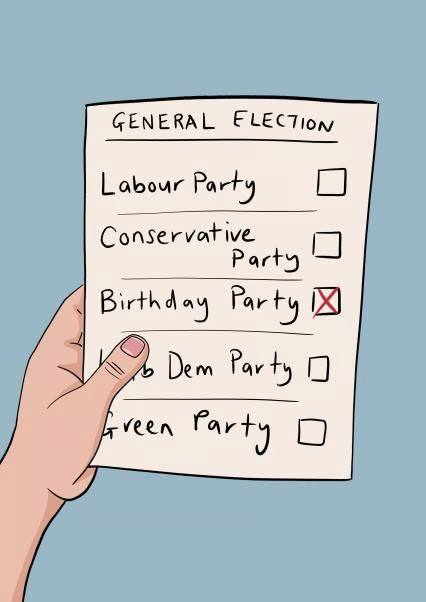 GENERAL ELECTION
Labour Party
Conservative
Party
Birthday Party
Dem Party
Green Party